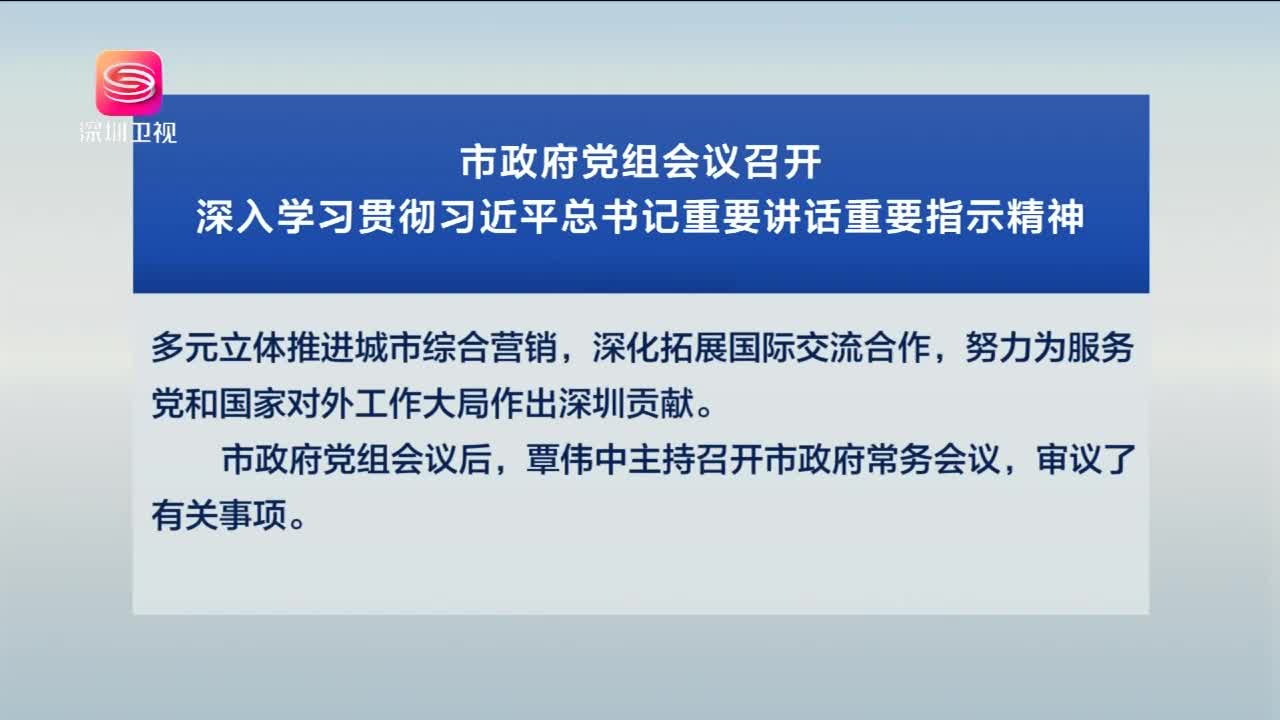 深圳卫视
市政府党组会议召开
深入学习贯彻习近平总书记重要讲话重要指示精神
多元立体推进城市综合营销，深化拓展国际交流合作，努力为服务
党和国家对外工作大局作出深圳贡献。
市政府党组会议后，覃伟中主持召开市政府常务会议，审议了
有关事项。